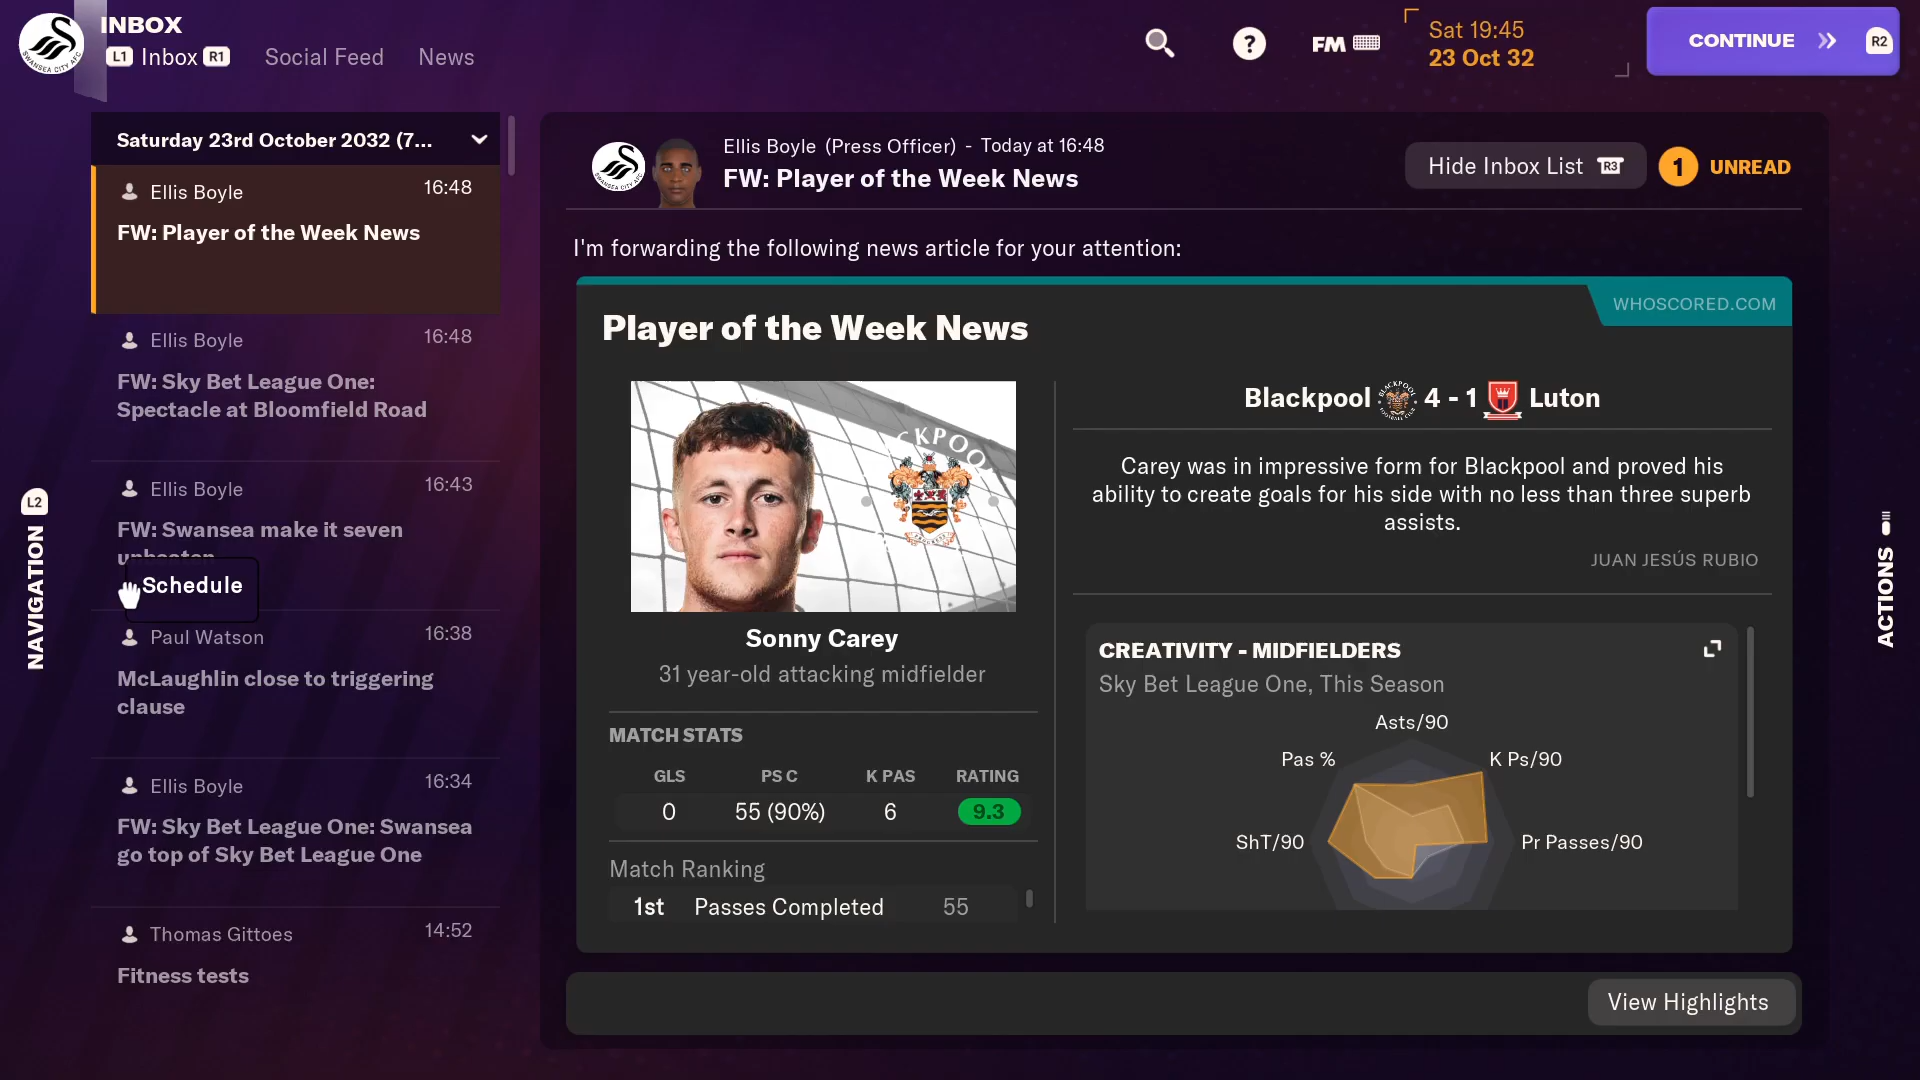 INBOX
L1 Inbox R1 Social Feed News
FM
Sat 19:45
23 Oct 32
CONTINUE R2
Saturday 23rd October 2032 (7...
Ellis Boyle 16:48
FW: Player of the Week News
Ellis Boyle 16:48
FW: Sky Bet League One:
Spectacle at Bloomfield Road
Ellis Boyle 16:43
FW: Swansea make it seven
unbeaten
Schedule
Paul Watson 16:38
McLaughlin close to triggering
clause
Ellis Boyle 16:34
FW: Sky Bet League One: Swansea
go top of Sky Bet League One
Thomas Gittoes 14:52
Fitness tests
L2
NAVIGATION
Ellis Boyle (Press Officer) - Today at 16:48
FW: Player of the Week News
Hide Inbox List R3
1 UNREAD
I'm forwarding the following news article for your attention:
WHOSCORED.COM
Player of the Week News
Sonny Carey
31 year-old attacking midfielder
MATCH STATS
GLS PS C K PAS RATING
0 55 (90%) 6 9.3
Match Ranking
1st Passes Completed 55
Blackpool 4 - 1 Luton
Carey was in impressive form for Blackpool and proved his
ability to create goals for his side with no less than three superb
assists.
JUAN JESÚS RUBIO
CREATIVITY - MIDFIELDERS
Sky Bet League One, This Season
Asts/90
Pas % K Ps/90
ShT/90 Pr Passes/90
View Highlights
ACTIONS